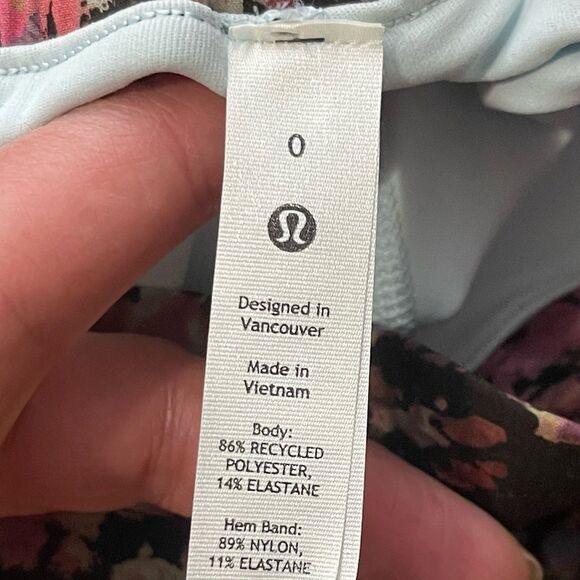 0
Designed in
Vancouver
Made in
Vietnam
Body:
86% RECYCLED
POLYESTER,
14% ELASTANE
Hem Band:
89% NYLON,
11% ELASTANE